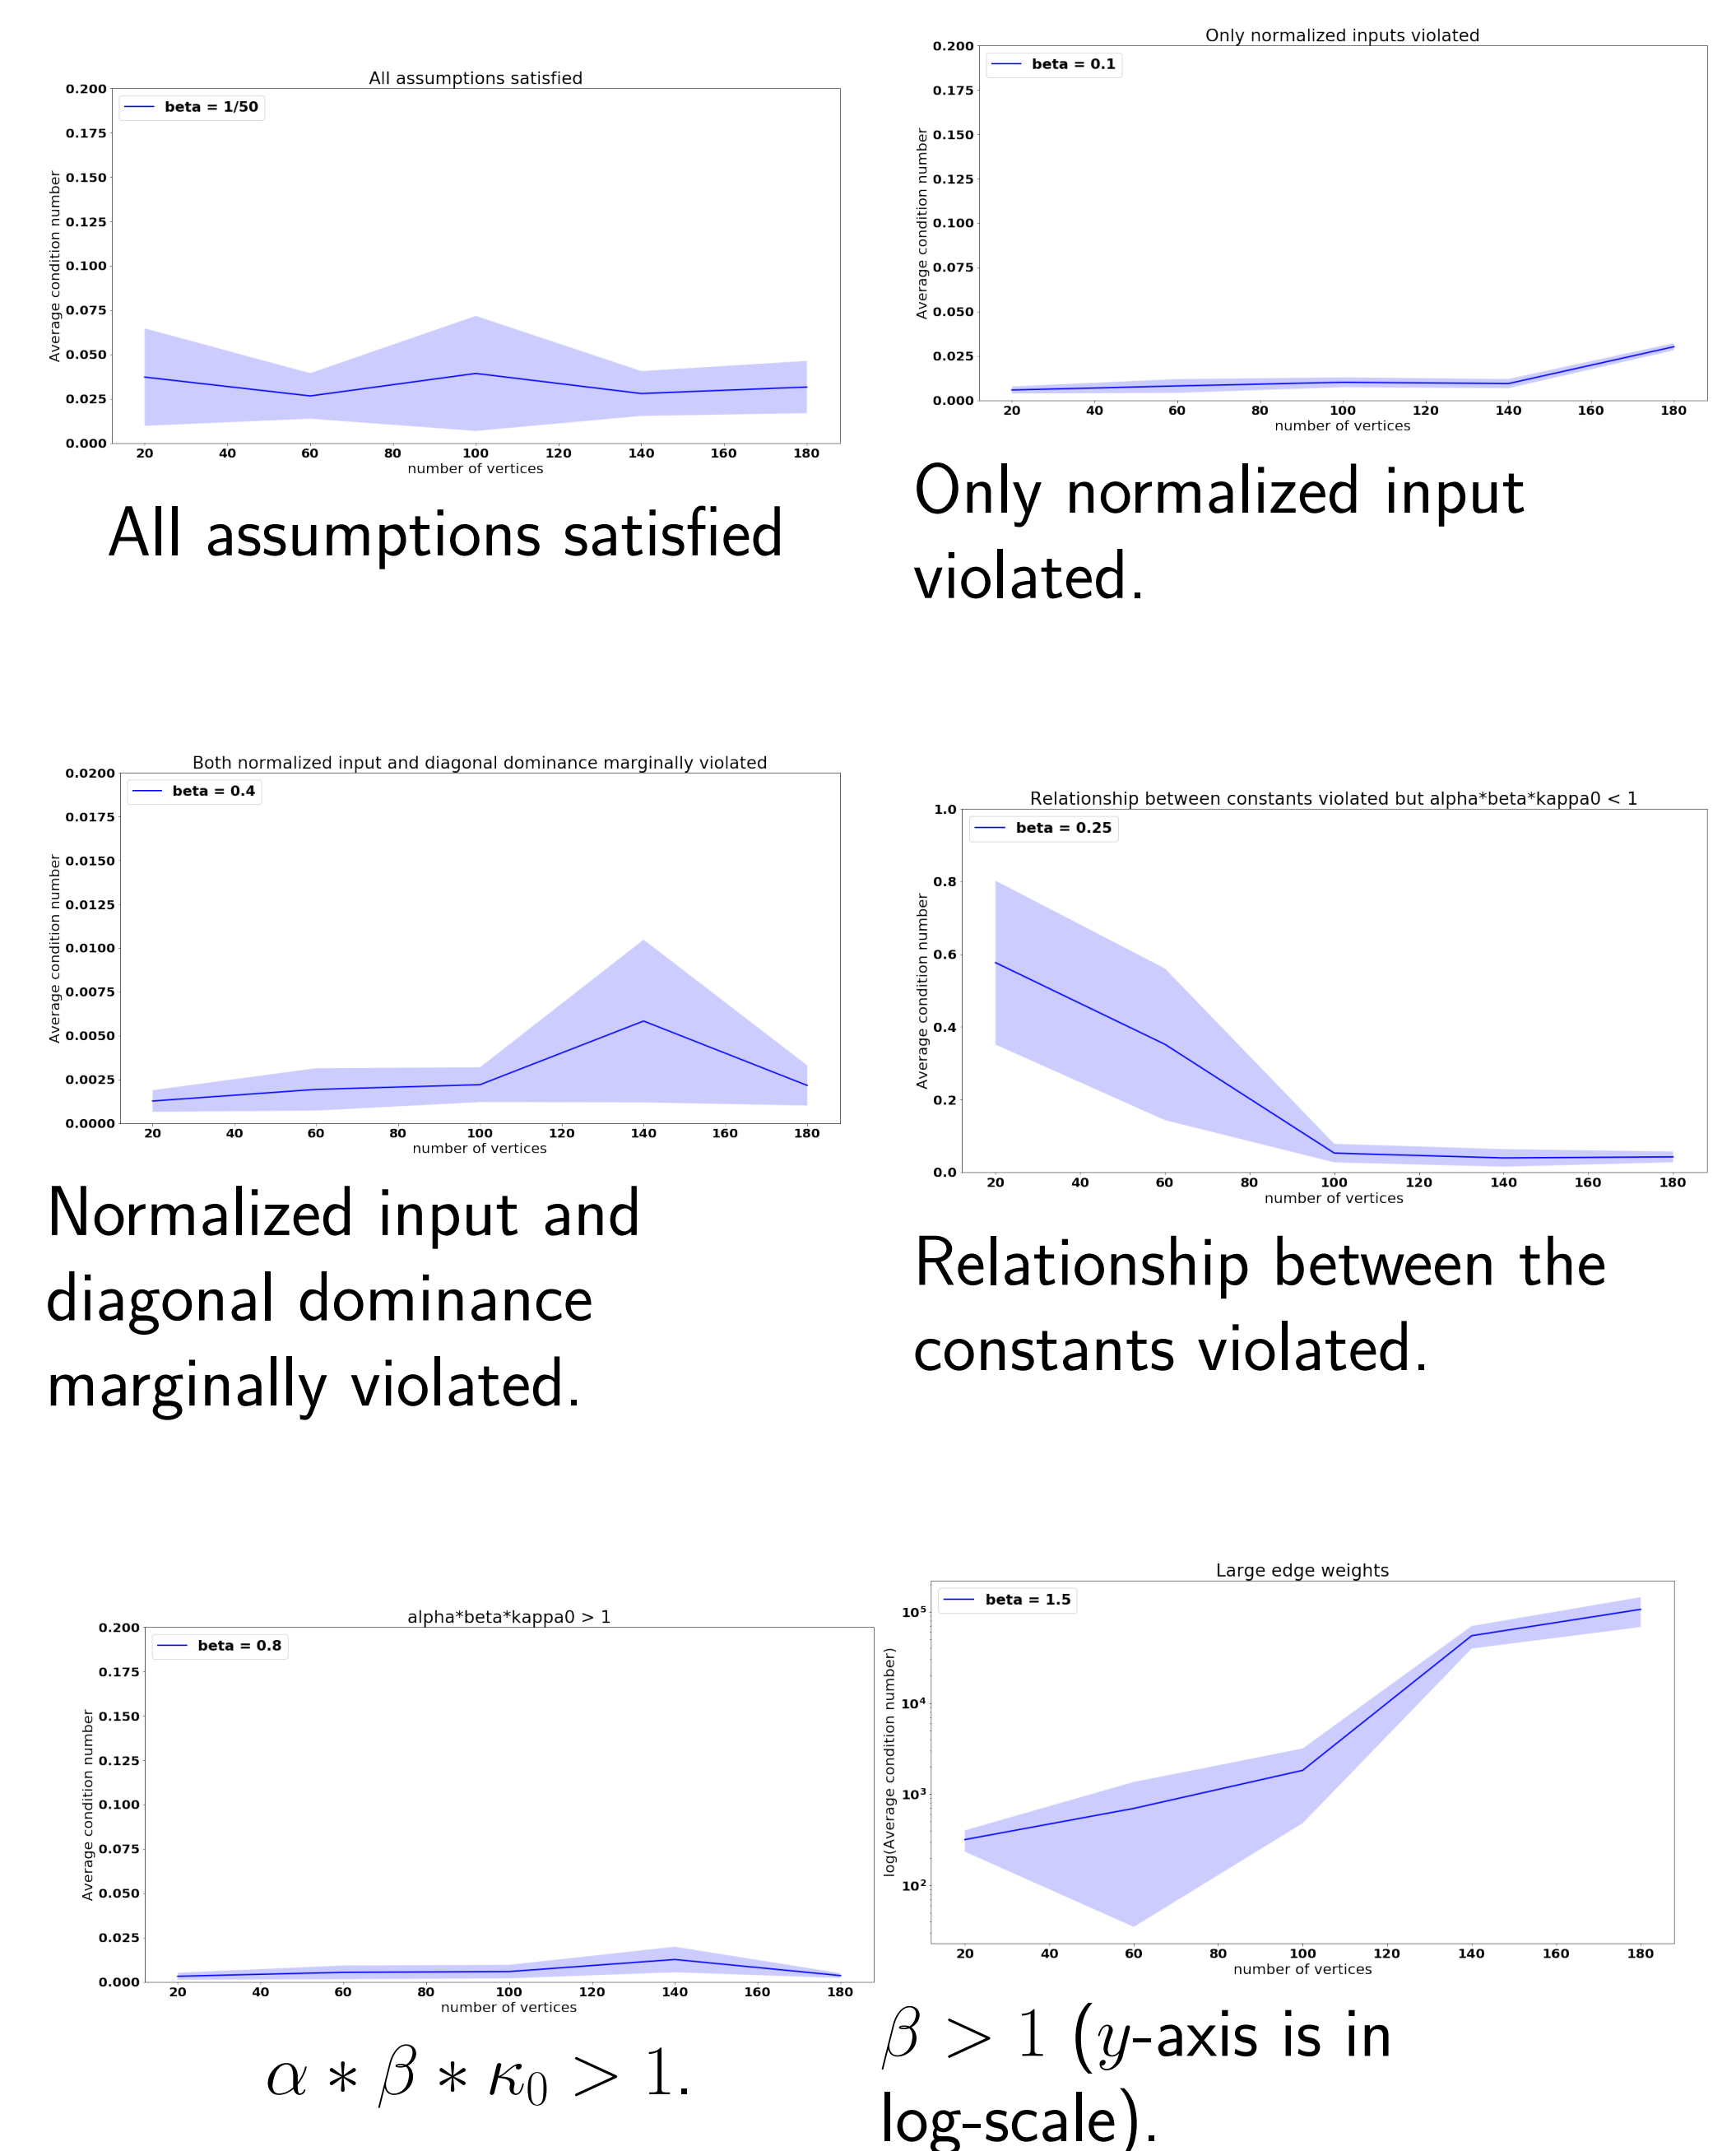 All assumptions satisfied
beta = 1/50
0.200
0.175
0.150
0.125
0.100
0.075
0.050
0.025
0.000
Average condition number
20 40 60 80 100 120 140 160 180
number of vertices
All assumptions satisfied
Only normalized inputs violated
beta = 0.1
0.200
0.175
0.150
0.125
0.100
0.075
0.050
0.025
0.000
Average condition number
20 40 60 80 100 120 140 160 180
number of vertices
Only normalized input
violated.
Both normalized input and diagonal dominance marginally violated
beta = 0.4
0.0200
0.0175
0.0150
0.0125
0.0100
0.0075
0.0050
0.0025
0.0000
Average condition number
20 40 60 80 100 120 140 160 180
number of vertices
Normalized input and
diagonal dominance
marginally violated.
Relationship between constants violated but alpha*beta*kappa0 < 1
beta = 0.25
1.0
0.8
0.6
0.4
0.2
0.0
Average condition number
20 40 60 80 100 120 140 160 180
number of vertices
Relationship between the
constants violated.
alpha*beta*kappa0 > 1
beta = 0.8
0.200
0.175
0.150
0.125
0.100
0.075
0.050
0.025
0.000
Average condition number
20 40 60 80 100 120 140 160 180
number of vertices
α ∗ β ∗ κ₀ > 1.
Large edge weights
beta = 1.5
10⁵
10⁴
10³
10²
log(Average condition number)
20 40 60 80 100 120 140 160 180
number of vertices
β > 1 (y-axis is in
log-scale).